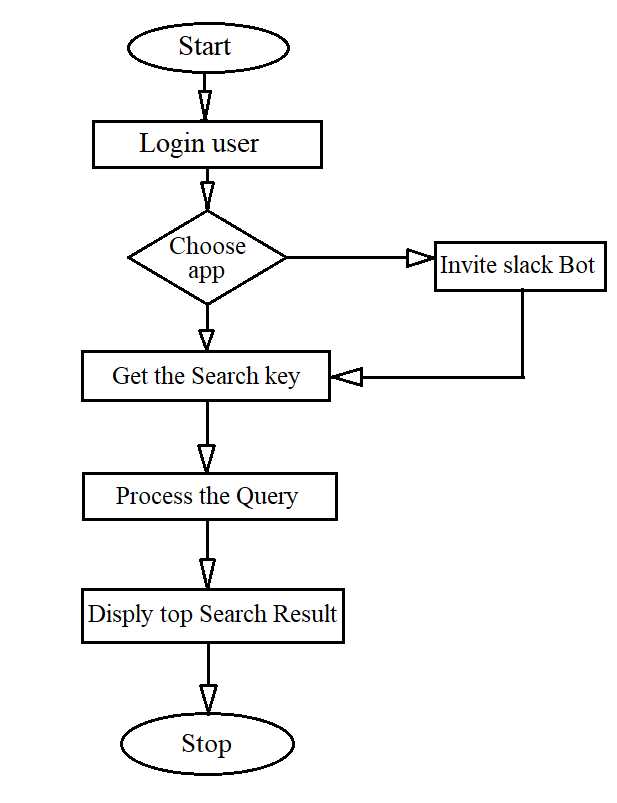 Start
Login user
Choose
app
Invite slack Bot
Get the Search key
Process the Query
Disply top Search Result
Stop